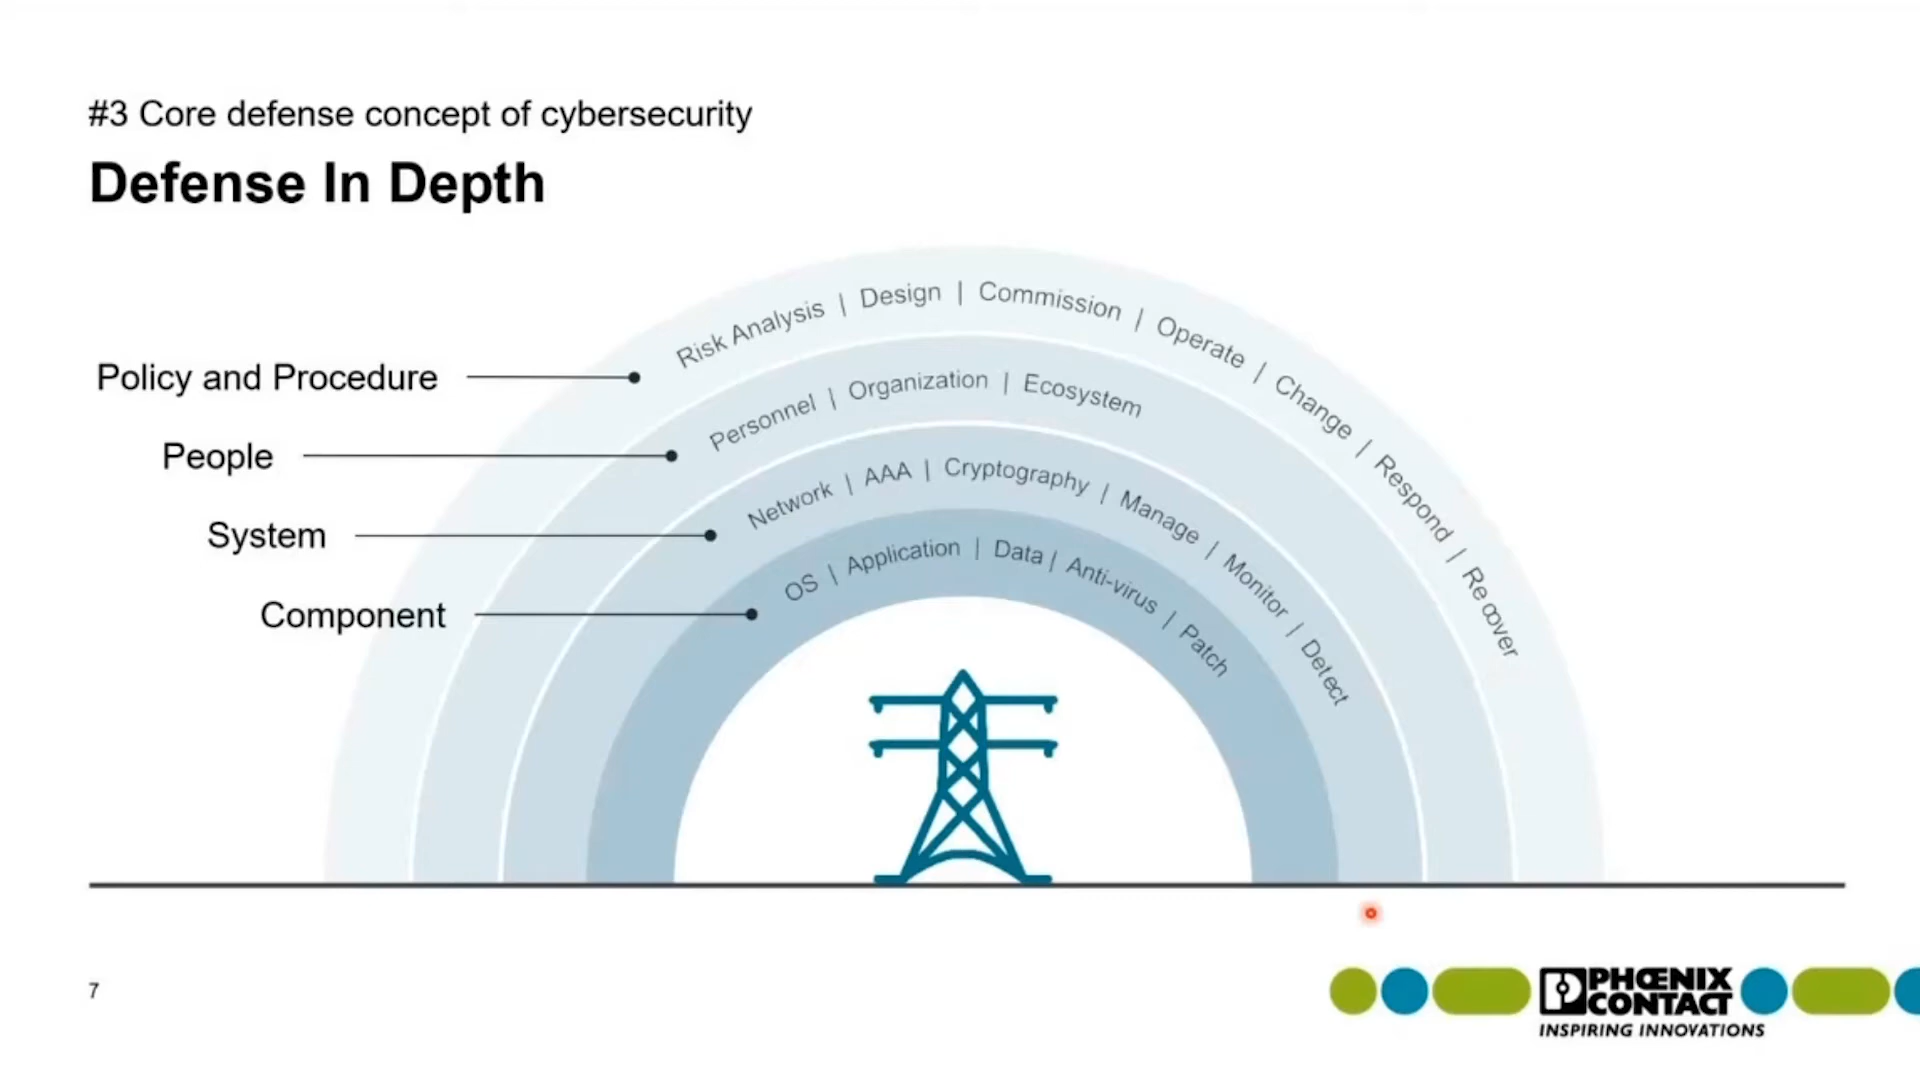 #3 Core defense concept of cybersecurity
Defense In Depth
Policy and Procedure
Risk Analysis | Design | Commission | Operate | Change | Respond | Recover
People
Personnel | Organization | Ecosystem
System
Network | AAA | Cryptography | Manage | Monitor | Detect
Component
OS | Application | Data | Anti-virus | Patch
7
PHŒNIX
CONTACT
INSPIRING INNOVATIONS